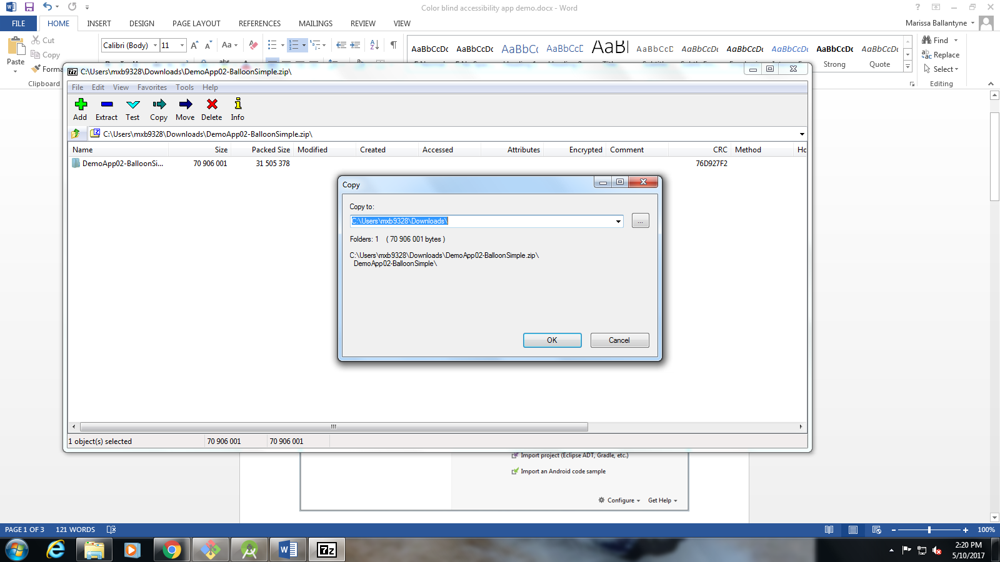 Color blind accessibility app demo.docx - Word
FILE HOME INSERT DESIGN PAGE LAYOUT REFERENCES MAILINGS REVIEW VIEW
Marissa Ballantyne
Cut
Copy
Paste
Clipboard
Calibri (Body) 11
Aa
AaBbCcDc AaBbCcDc AaBbCc AaBbCcD AaB AaBbCcD AaBbCcDc AaBbCcDc AaBbCcDc AaBbCcDc AaBbCcDc
Strong Quote
Find
Replace
Select
Editing
7z C:\Users\mxb9328\Downloads\DemoApp02-BalloonSimple.zip\
File Edit View Favorites Tools Help
Add Extract Test Copy Move Delete Info
C:\Users\mxb9328\Downloads\DemoApp02-BalloonSimple.zip\
Name Size Packed Size Modified Created Accessed Attributes Encrypted Comment CRC Method
DemoApp02-BalloonSi... 70 906 001 31 505 378 76D927F2
Copy
Copy to:
C:\Users\mxb9328\Downloads\
...
Folders: 1 ( 70 906 001 bytes )
C:\Users\mxb9328\Downloads\DemoApp02-BalloonSimple.zip\
DemoApp02-BalloonSimple\
OK Cancel
1 object(s) selected 70 906 001 70 906 001
Import project (Eclipse ADT, Gradle, etc.)
Import an Android code sample
Configure Get Help
PAGE 1 OF 3 121 WORDS
100%
7z
2:20 PM
5/10/2017